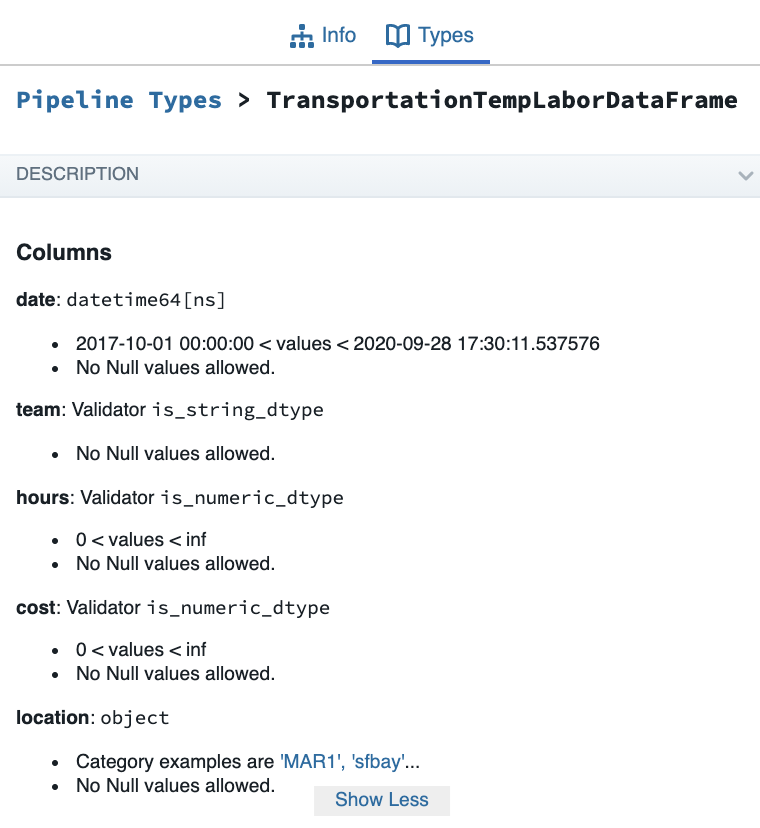 Info Types
Pipeline Types > TransportationTempLaborDataFrame
DESCRIPTION
Columns
date: datetime64[ns]
• 2017-10-01 00:00:00 < values < 2020-09-28 17:30:11.537576
• No Null values allowed.
team: Validator is_string_dtype
• No Null values allowed.
hours: Validator is_numeric_dtype
• 0 < values < inf
• No Null values allowed.
cost: Validator is_numeric_dtype
• 0 < values < inf
• No Null values allowed.
location: object
• Category examples are 'MAR1', 'sfbay'...
• No Null values allowed.
Show Less